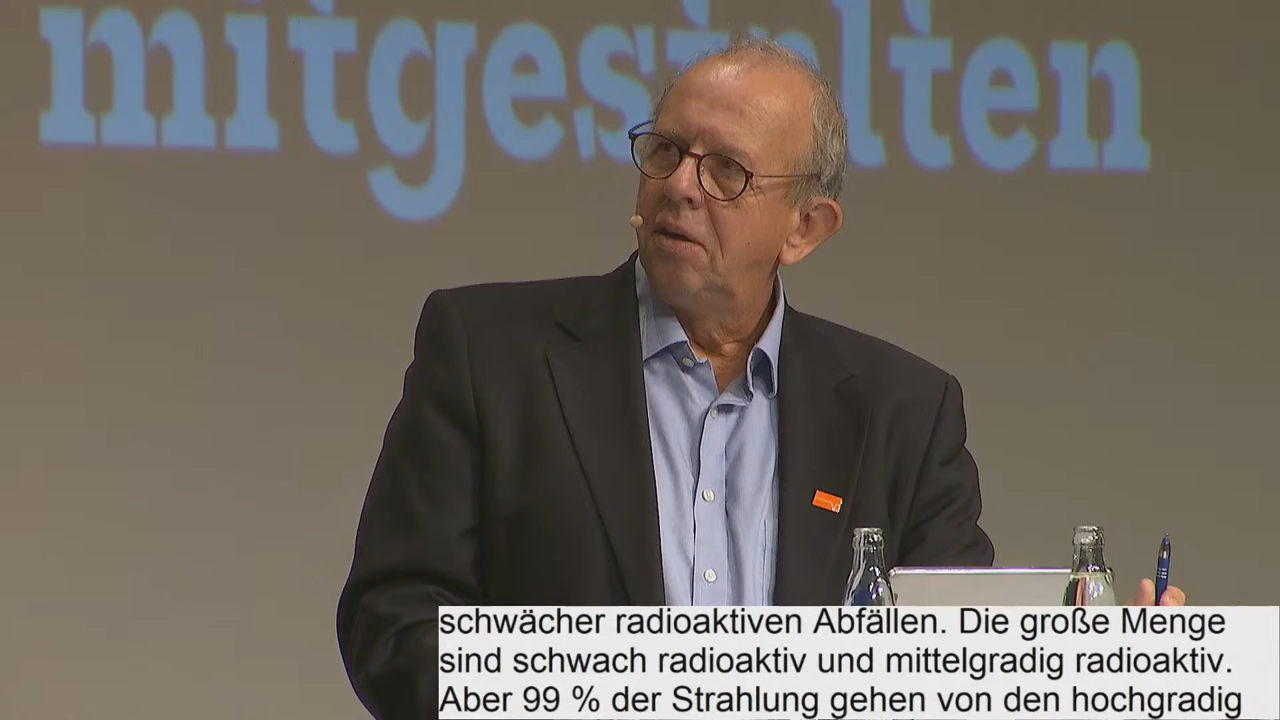 mitgestalten
schwächer radioaktiven Abfällen. Die große Menge
sind schwach radioaktiv und mittelgradig radioaktiv.
Aber 99 % der Strahlung gehen von den hochgradig